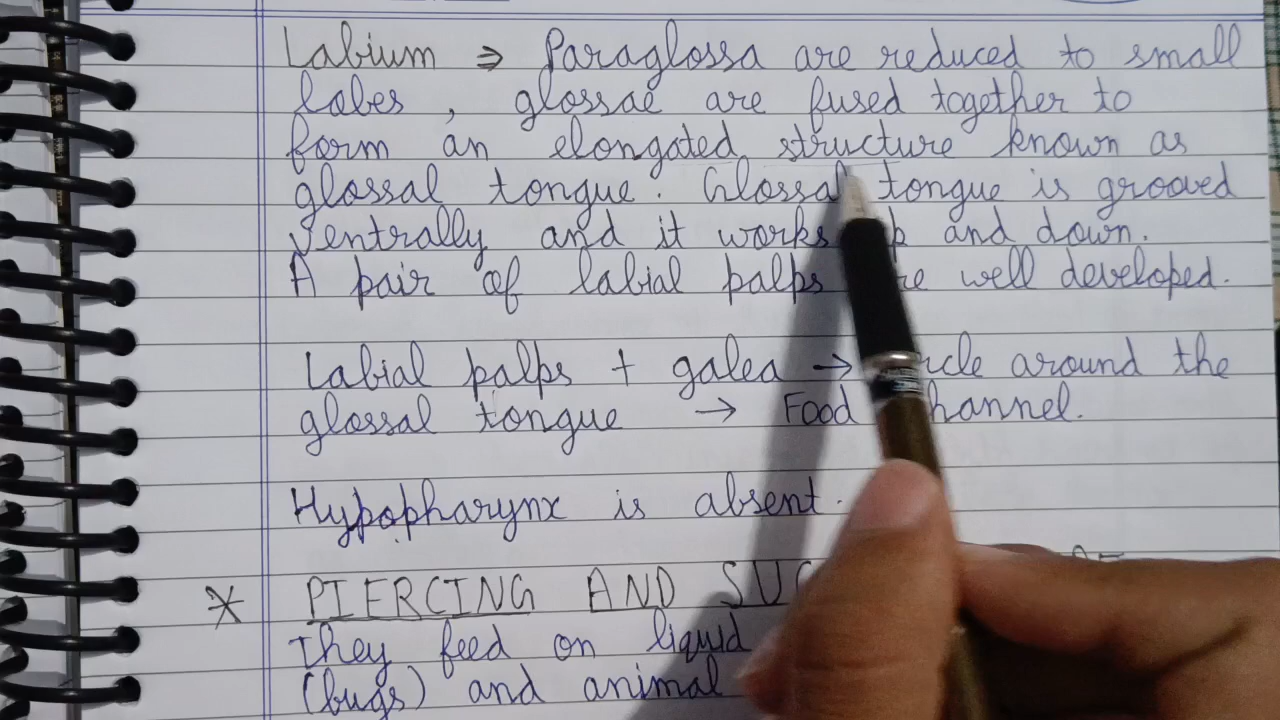 Labium ⇒ Paraglossa are reduced to small
lobes , glossae are fused together to
form an elongated structure known as
glossal tongue. Glossal tongue is grooved
Ventrally and it works and down.
A pair of labial palps well developed.
Labial palps + galea → around the
glossal tongue → Food
Hypopharynx is absent.
* PIERCING AND
They feed on liquid
(bugs) and animal